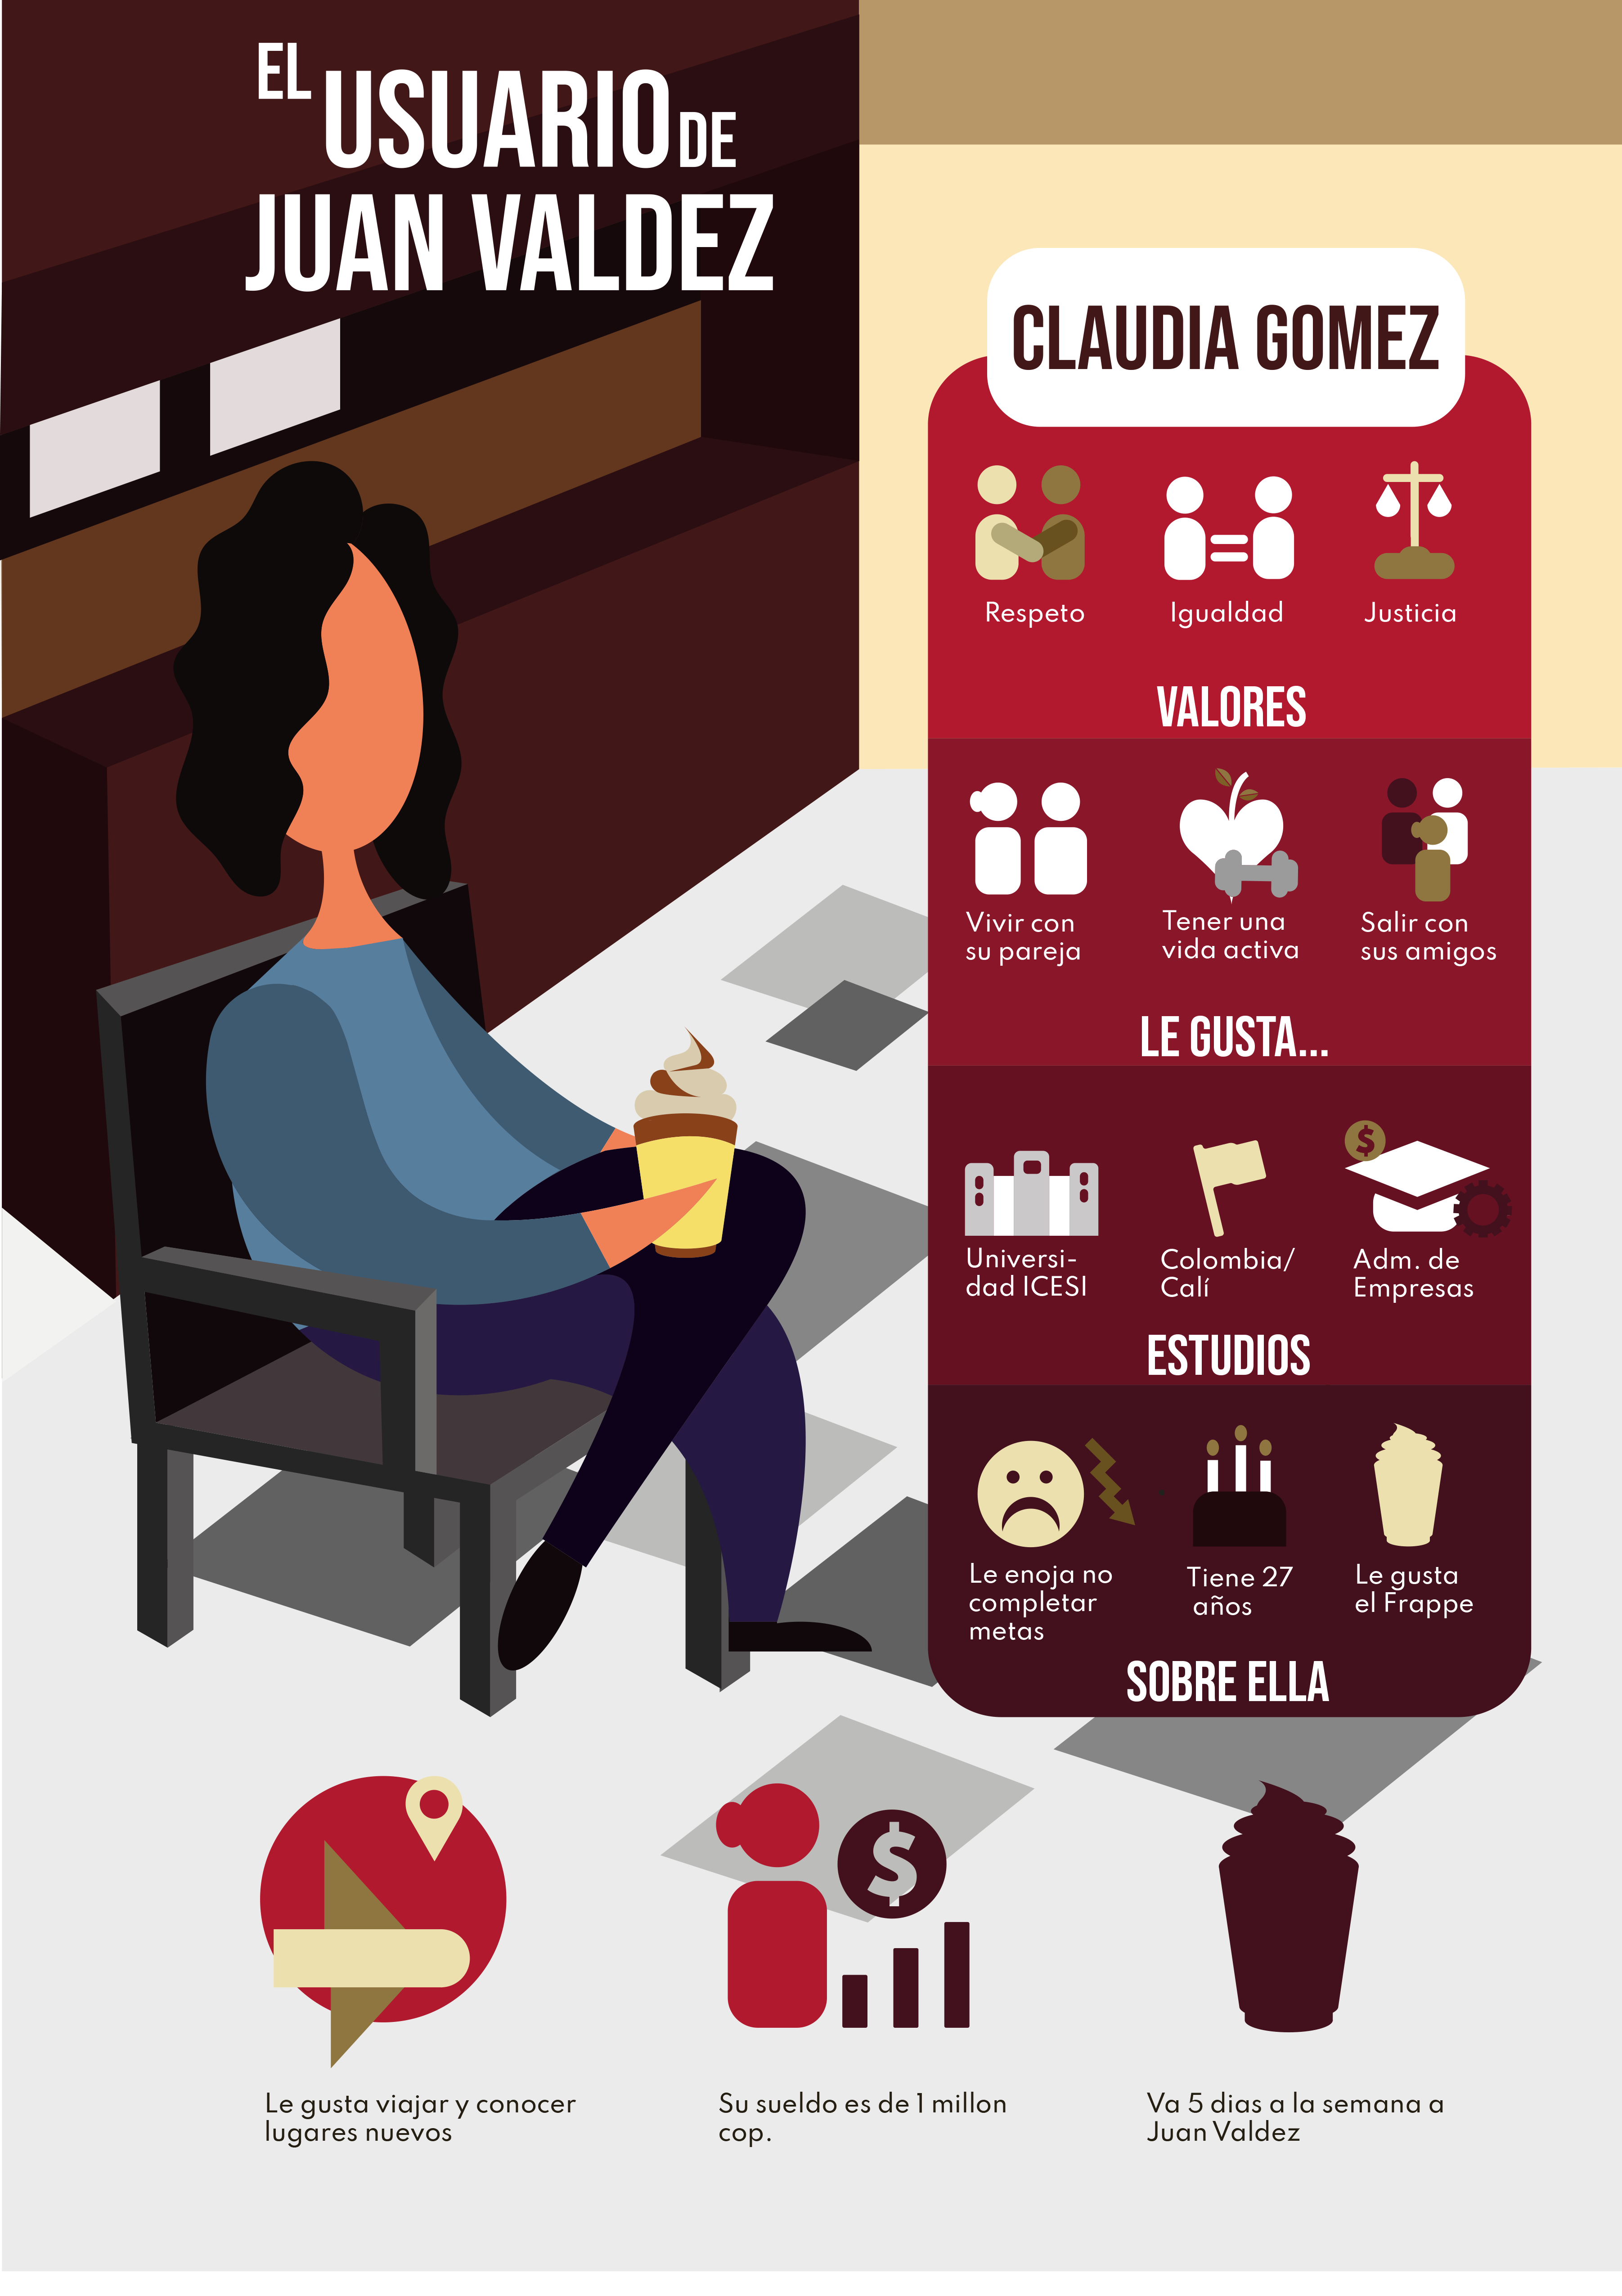 EL USUARIO DE
JUAN VALDEZ
CLAUDIA GOMEZ
Respeto
Igualdad
Justicia
VALORES
Vivir con
su pareja
Tener una
vida activa
Salir con
sus amigos
LE GUSTA...
$
Universi-
dad ICESI
Colombia/
Calí
Adm. de
Empresas
ESTUDIOS
Le enoja no
completar
metas
Tiene 27
años
Le gusta
el Frappe
SOBRE ELLA
$
Le gusta viajar y conocer
lugares nuevos
Su sueldo es de 1 millon
cop.
Va 5 dias a la semana a
Juan Valdez